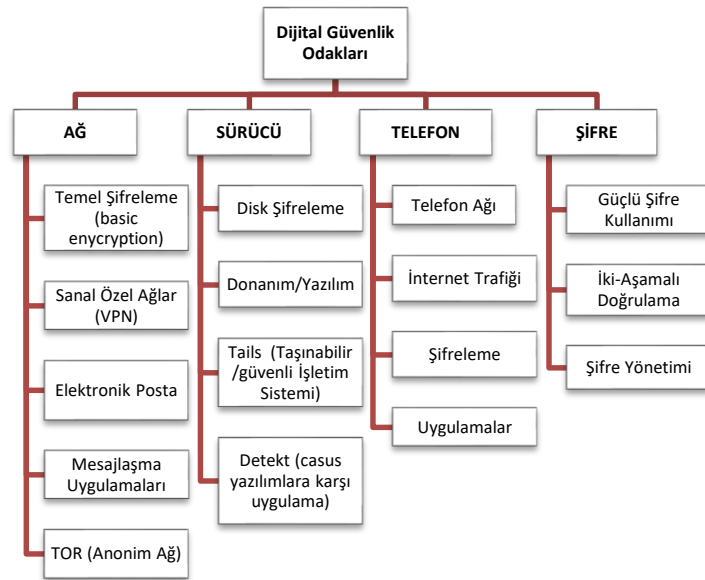 Dijital Güvenlik
Odakları
AĞ
Temel Şifreleme
(basic
enycryption)
Sanal Özel Ağlar
(VPN)
Elektronik Posta
Mesajlaşma
Uygulamaları
TOR (Anonim Ağ)
SÜRÜCÜ
Disk Şifreleme
Donanım/Yazılım
Tails (Taşınabilir
/güvenli İşletim
Sistemi)
Detekt (casus
yazılımlara karşı
uygulama)
TELEFON
Telefon Ağı
İnternet Trafiği
Şifreleme
Uygulamalar
ŞİFRE
Güçlü Şifre
Kullanımı
İki-Aşamalı
Doğrulama
Şifre Yönetimi